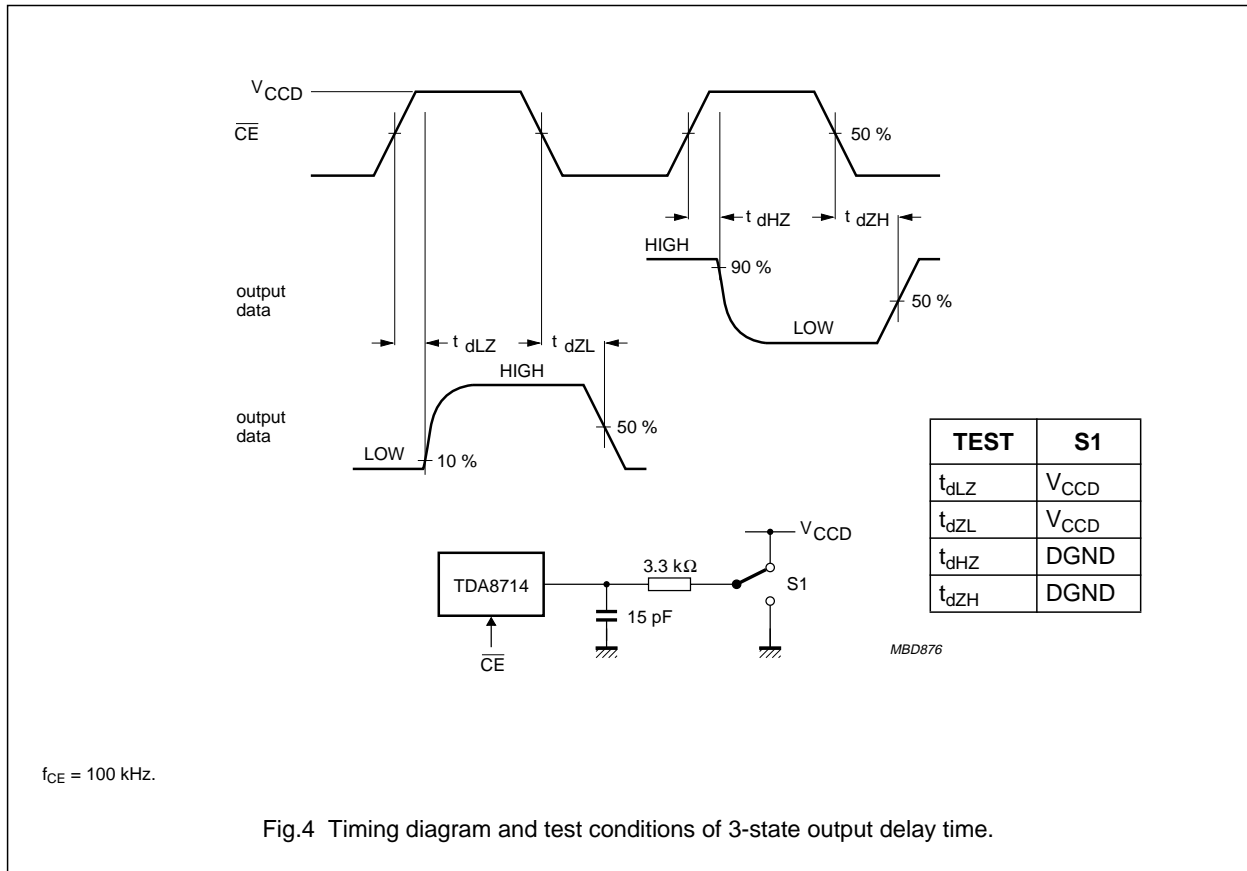 VCCD
CE
50 %
t dHZ
t dZH
HIGH
90 %
output
data
50 %
LOW
t dLZ
t dZL
HIGH
output
data
50 %
LOW
10 %
TEST S1
tdLZ VCCD
tdZL VCCD
tdHZ DGND
tdZH DGND
VCCD
3.3 kΩ
TDA8714
S1
15 pF
CE
MBD876
fCE = 100 kHz.
Fig.4 Timing diagram and test conditions of 3-state output delay time.